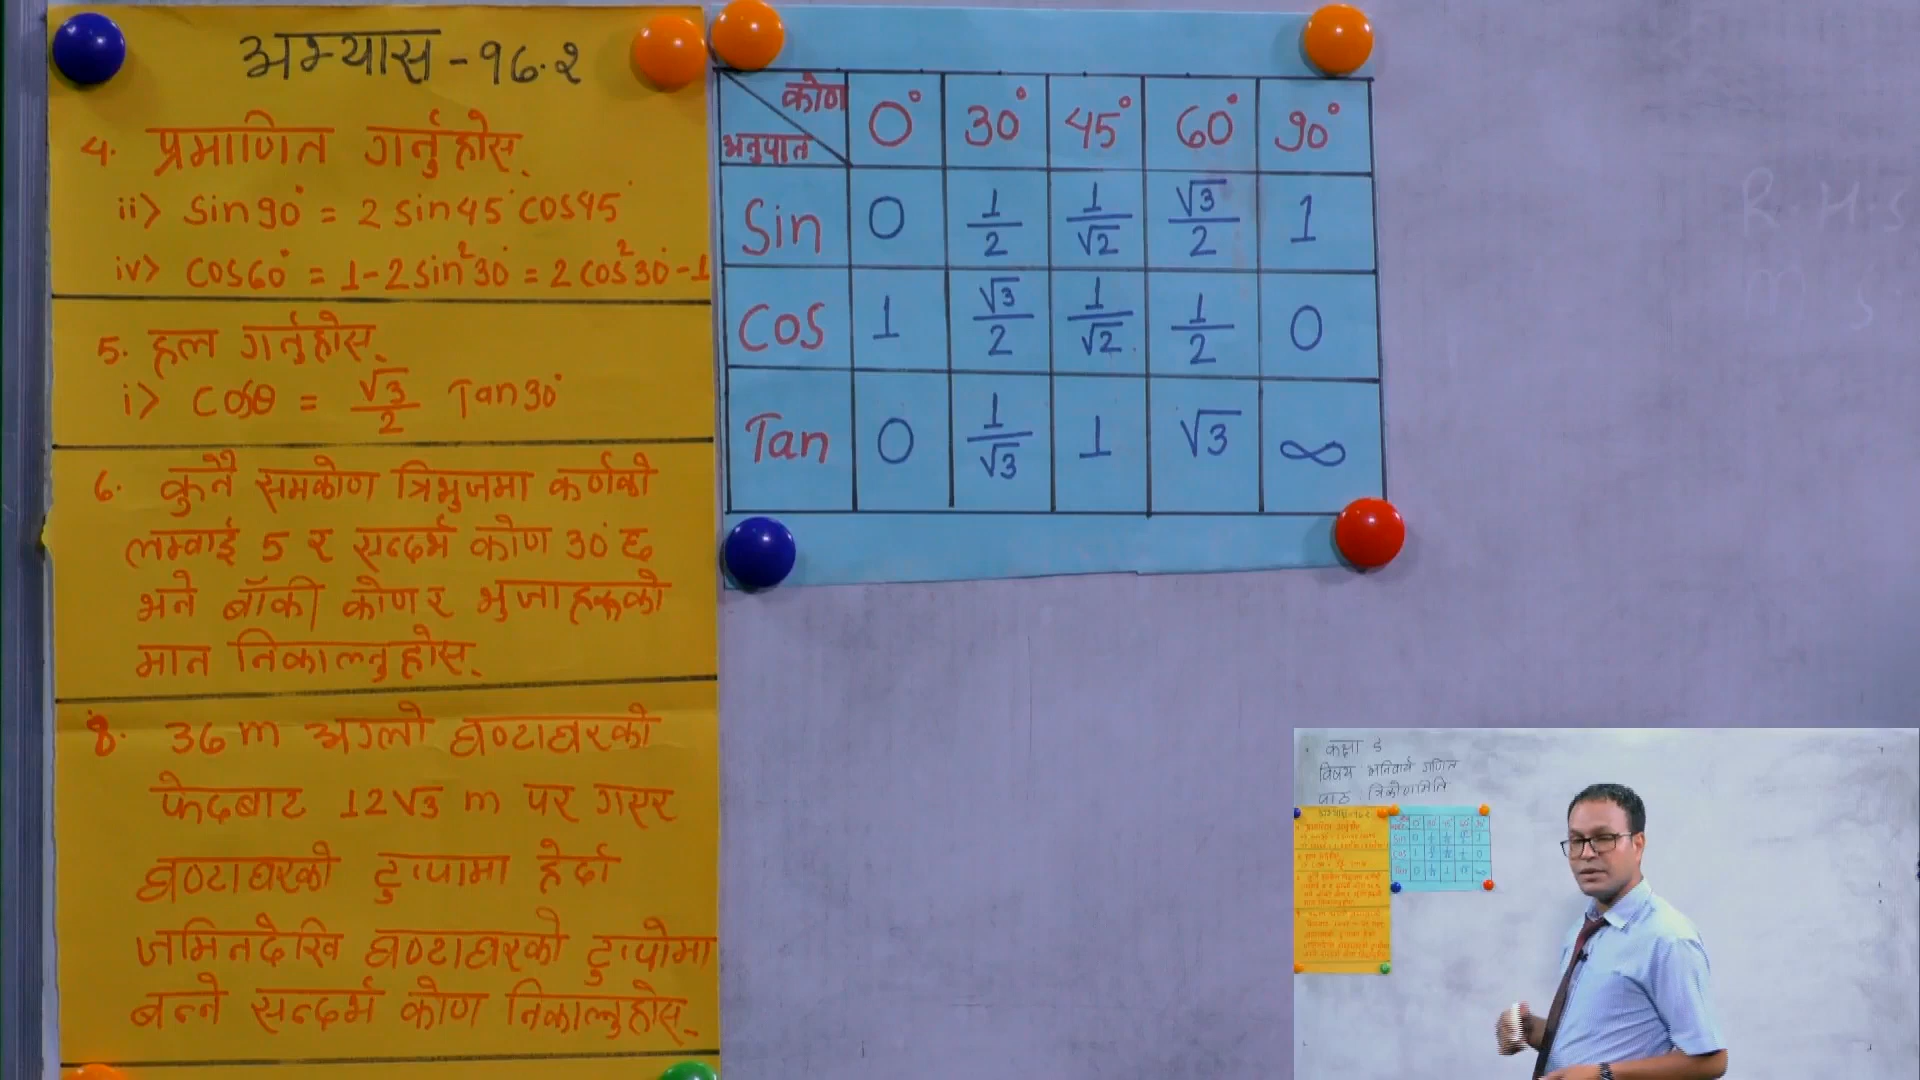 अभ्यास - १६.२
4. प्रमाणित गर्नुहोस्.
ii> Sin90° = 2 sin45° cos45°
iv> cos60° = 1-2sin²30° = 2cos²30°-1
5. हल गर्नुहोस्.
i> cosθ = √3/2 Tan30°
6. कुनै समकोण त्रिभुजमा कर्णको
लम्बाई 5 र सन्दर्भ कोण 30° छ
भने बाँकी कोण र भुजाहरूको
मान निकाल्नुहोस्.
8. 36m अग्लो घण्टाघरको
फेदबाट 12√3 m पर गएर
घण्टाघरको टुप्पामा हेर्दा
जमिनदेखि घण्टाघरको टुप्पोमा
बन्ने सन्दर्भ कोण निकाल्नुहोस्.
कोण 0° 30° 45° 60° 90°
अनुपात
Sin 0 1/2 1/√2 √3/2 1
Cos 1 √3/2 1/√2 1/2 0
Tan 0 1/√3 1 √3 ∞
R H S
m S
कक्षा
विषय : अनिवार्य गणित
पाठ : त्रिकोणमिति